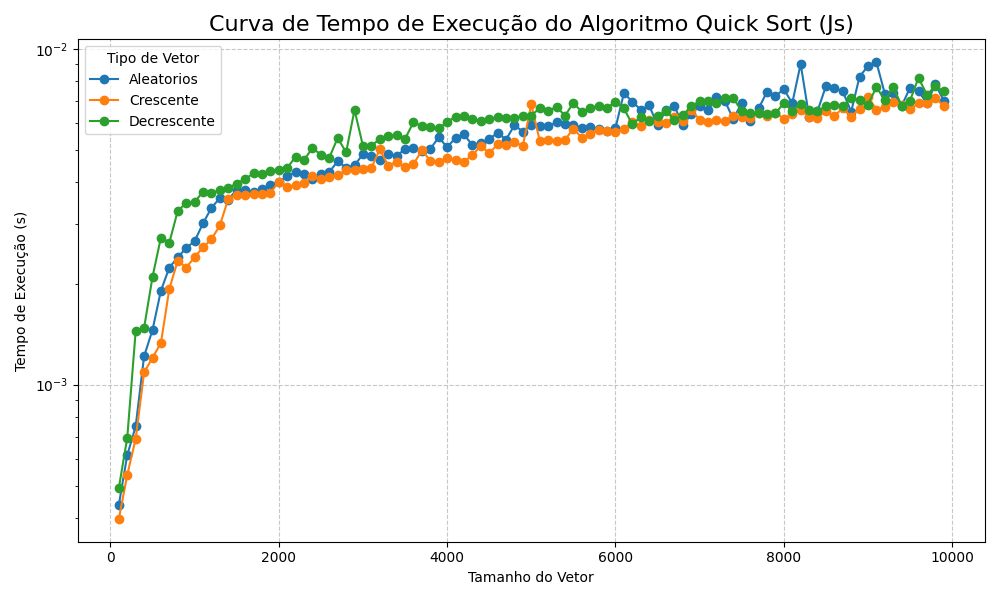 Curva de Tempo de Execução do Algoritmo Quick Sort (Js)
Tipo de Vetor
Aleatorios
Crescente
Decrescente
Tempo de Execução (s)
10⁻²
10⁻³
0
2000
4000
6000
8000
10000
Tamanho do Vetor